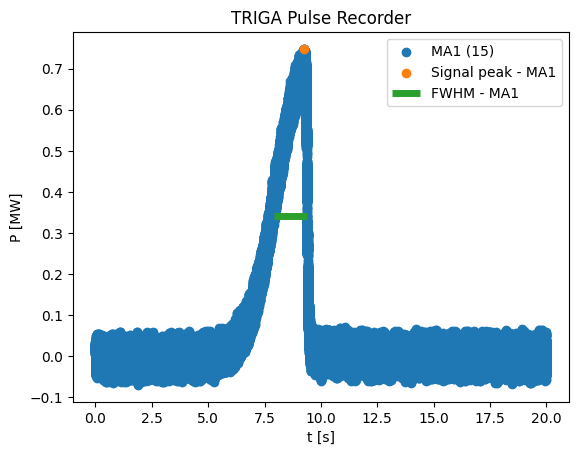 TRIGA Pulse Recorder
MA1 (15)
Signal peak - MA1
FWHM - MA1
P [MW]
0.7
0.6
0.5
0.4
0.3
0.2
0.1
0.0
−0.1
0.0 2.5 5.0 7.5 10.0 12.5 15.0 17.5 20.0
t [s]